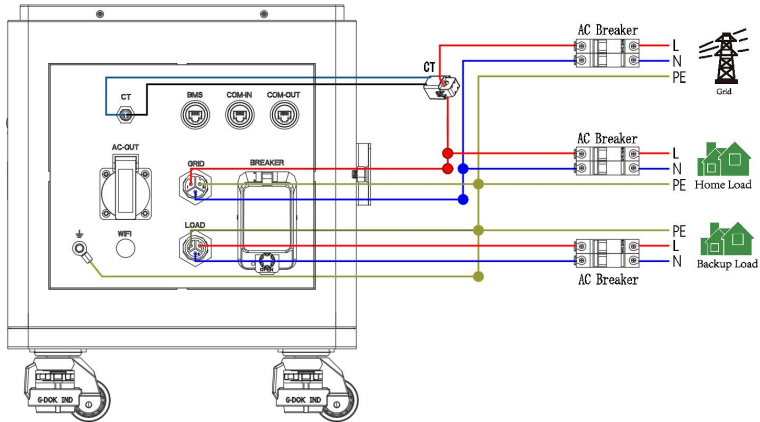 AC Breaker
L
N
PE
Grid
CT
CT
BMS
COM-IN
COM-OUT
AC-OUT
GRID
BREAKER
AC Breaker
L
N
PE
Home Load
WIFI
LOAD
OPEN
PE
L
N
Backup Load
AC Breaker
G-DOK IND
G-DOK IND